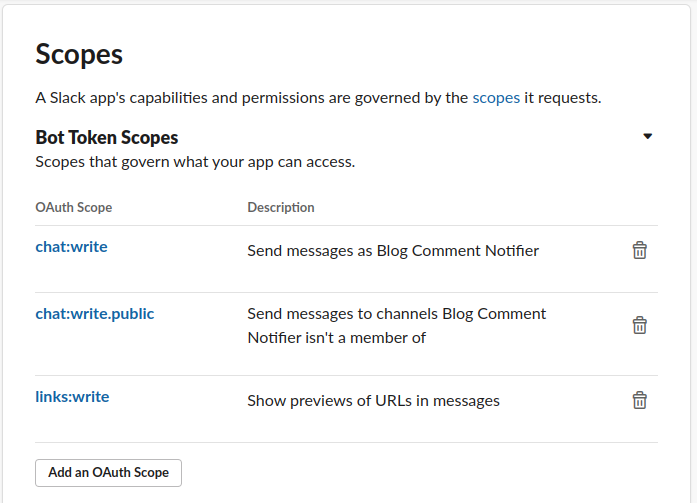 Scopes
A Slack app's capabilities and permissions are governed by the scopes it requests.
Bot Token Scopes
Scopes that govern what your app can access.
OAuth Scope
Description
chat:write
Send messages as Blog Comment Notifier
chat:write.public
Send messages to channels Blog Comment
Notifier isn't a member of
links:write
Show previews of URLs in messages
Add an OAuth Scope